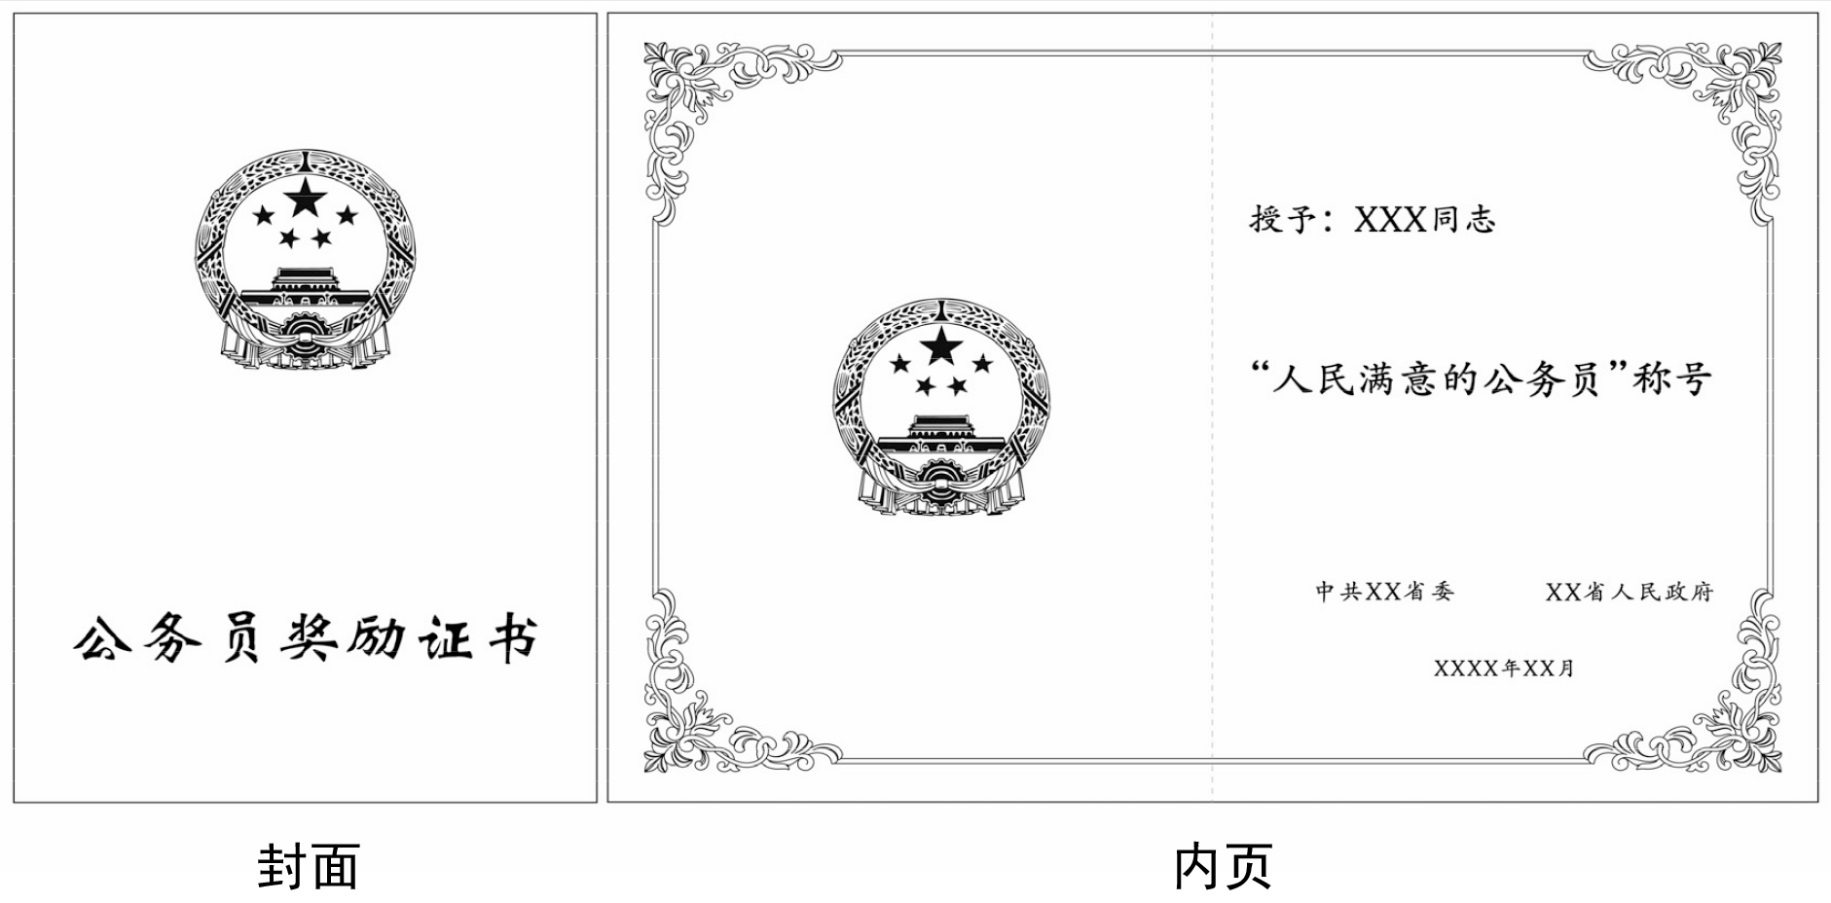 公务员奖励证书
封面
授予：XXX同志
“人民满意的公务员”称号
中共XX省委 XX省人民政府
XXXX年XX月
内页